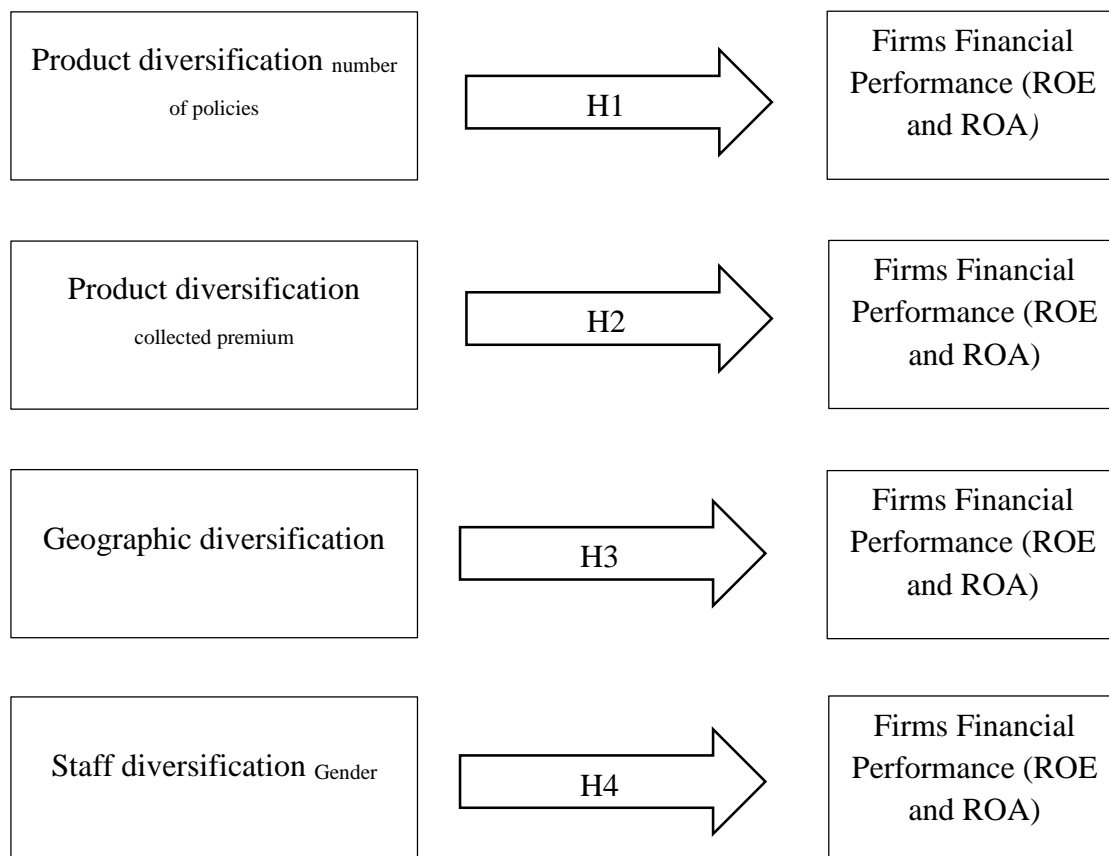 Product diversification number
of policies
H1
Firms Financial
Performance (ROE
and ROA)
Product diversification
collected premium
H2
Firms Financial
Performance (ROE
and ROA)
Geographic diversification
H3
Firms Financial
Performance (ROE
and ROA)
Staff diversification Gender
H4
Firms Financial
Performance (ROE
and ROA)